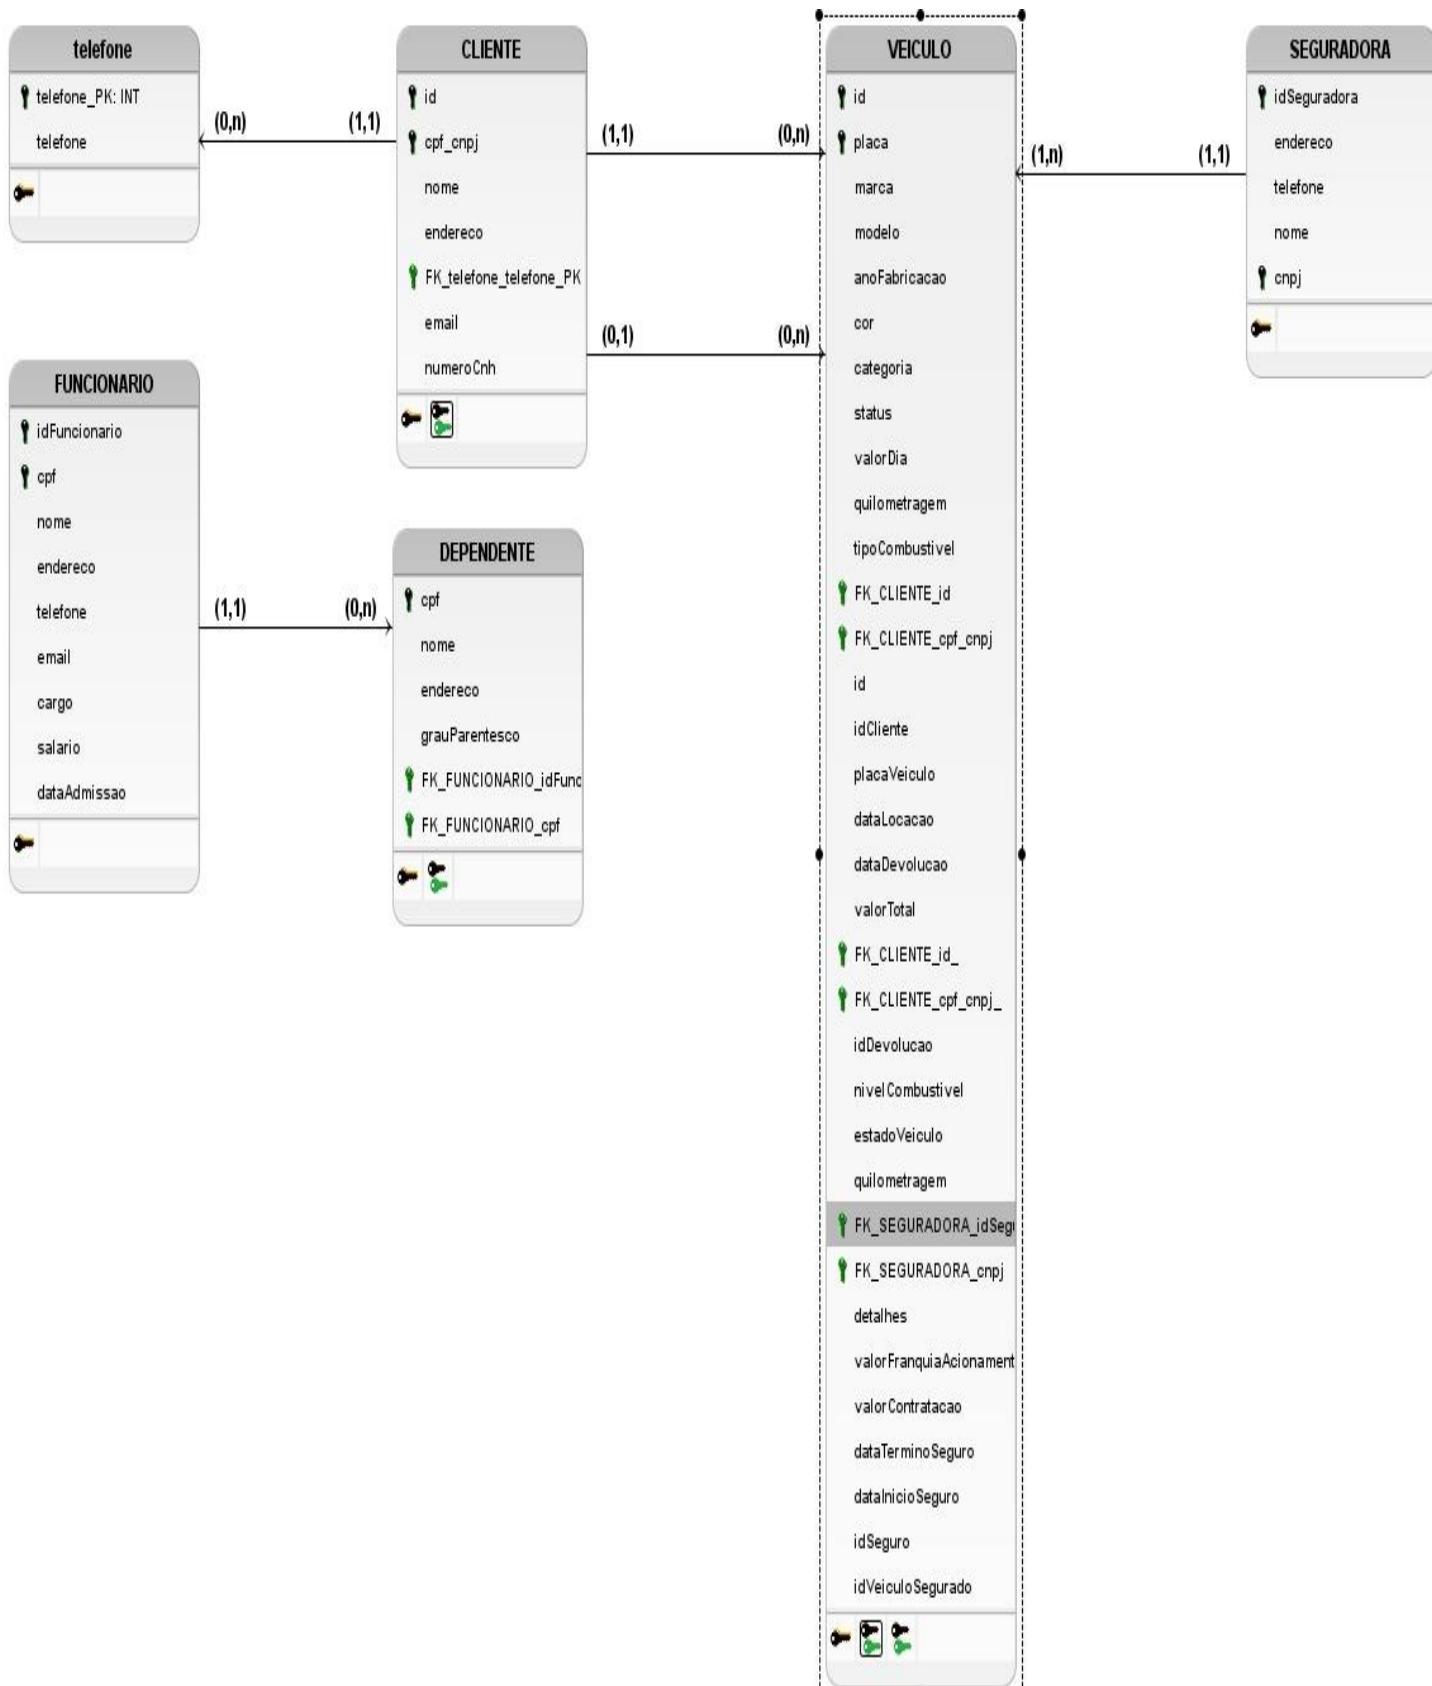 telefone
telefone_PK: INT
telefone
(0,n)
(1,1)
CLIENTE
id
cpf_cnpj
nome
endereco
FK_telefone_telefone_PK
email
numeroCnh
(1,1)
(0,n)
(0,1)
(0,n)
VEICULO
id
placa
marca
modelo
anoFabricacao
cor
categoria
status
valorDia
quilometragem
tipoCombustivel
FK_CLIENTE_id
FK_CLIENTE_cpf_cnpj
id
idCliente
placaVeiculo
dataLocacao
dataDevolucao
valorTotal
FK_CLIENTE_id_
FK_CLIENTE_cpf_cnpj_
idDevolucao
nivelCombustivel
estadoVeiculo
quilometragem
FK_SEGURADORA_idSegu
FK_SEGURADORA_cnpj
detalhes
valorFranquiaAcionament
valorContratacao
dataTerminoSeguro
dataInicioSeguro
idSeguro
idVeiculoSegurado
(1,n)
(1,1)
SEGURADORA
idSeguradora
endereco
telefone
nome
cnpj
FUNCIONARIO
idFuncionario
cpf
nome
endereco
telefone
email
cargo
salario
dataAdmissao
(1,1)
(0,n)
DEPENDENTE
cpf
nome
endereco
grauParentesco
FK_FUNCIONARIO_idFunc
FK_FUNCIONARIO_cpf